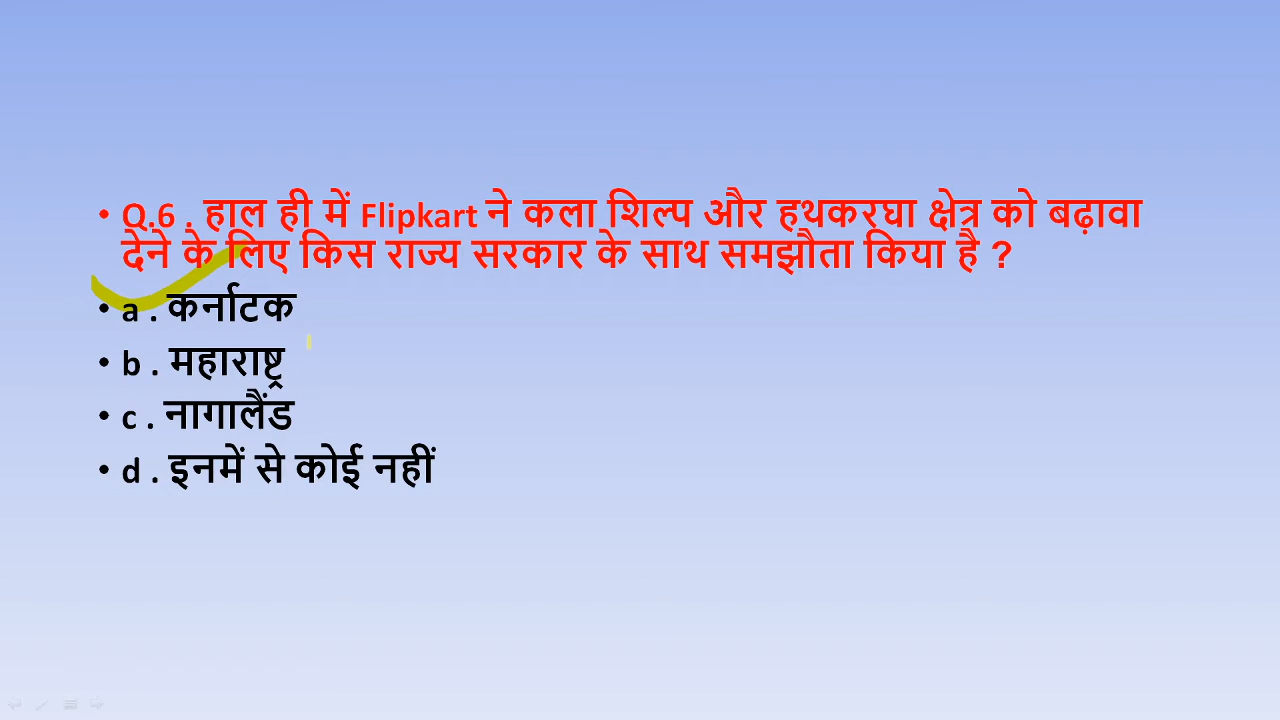 • Q.6 . हाल ही में Flipkart ने कला शिल्प और हथकरघा क्षेत्र को बढ़ावा
देने के लिए किस राज्य सरकार के साथ समझौता किया है ?
• a . कर्नाटक
• b . महाराष्ट्र
• c . नागालैंड
• d . इनमें से कोई नहीं